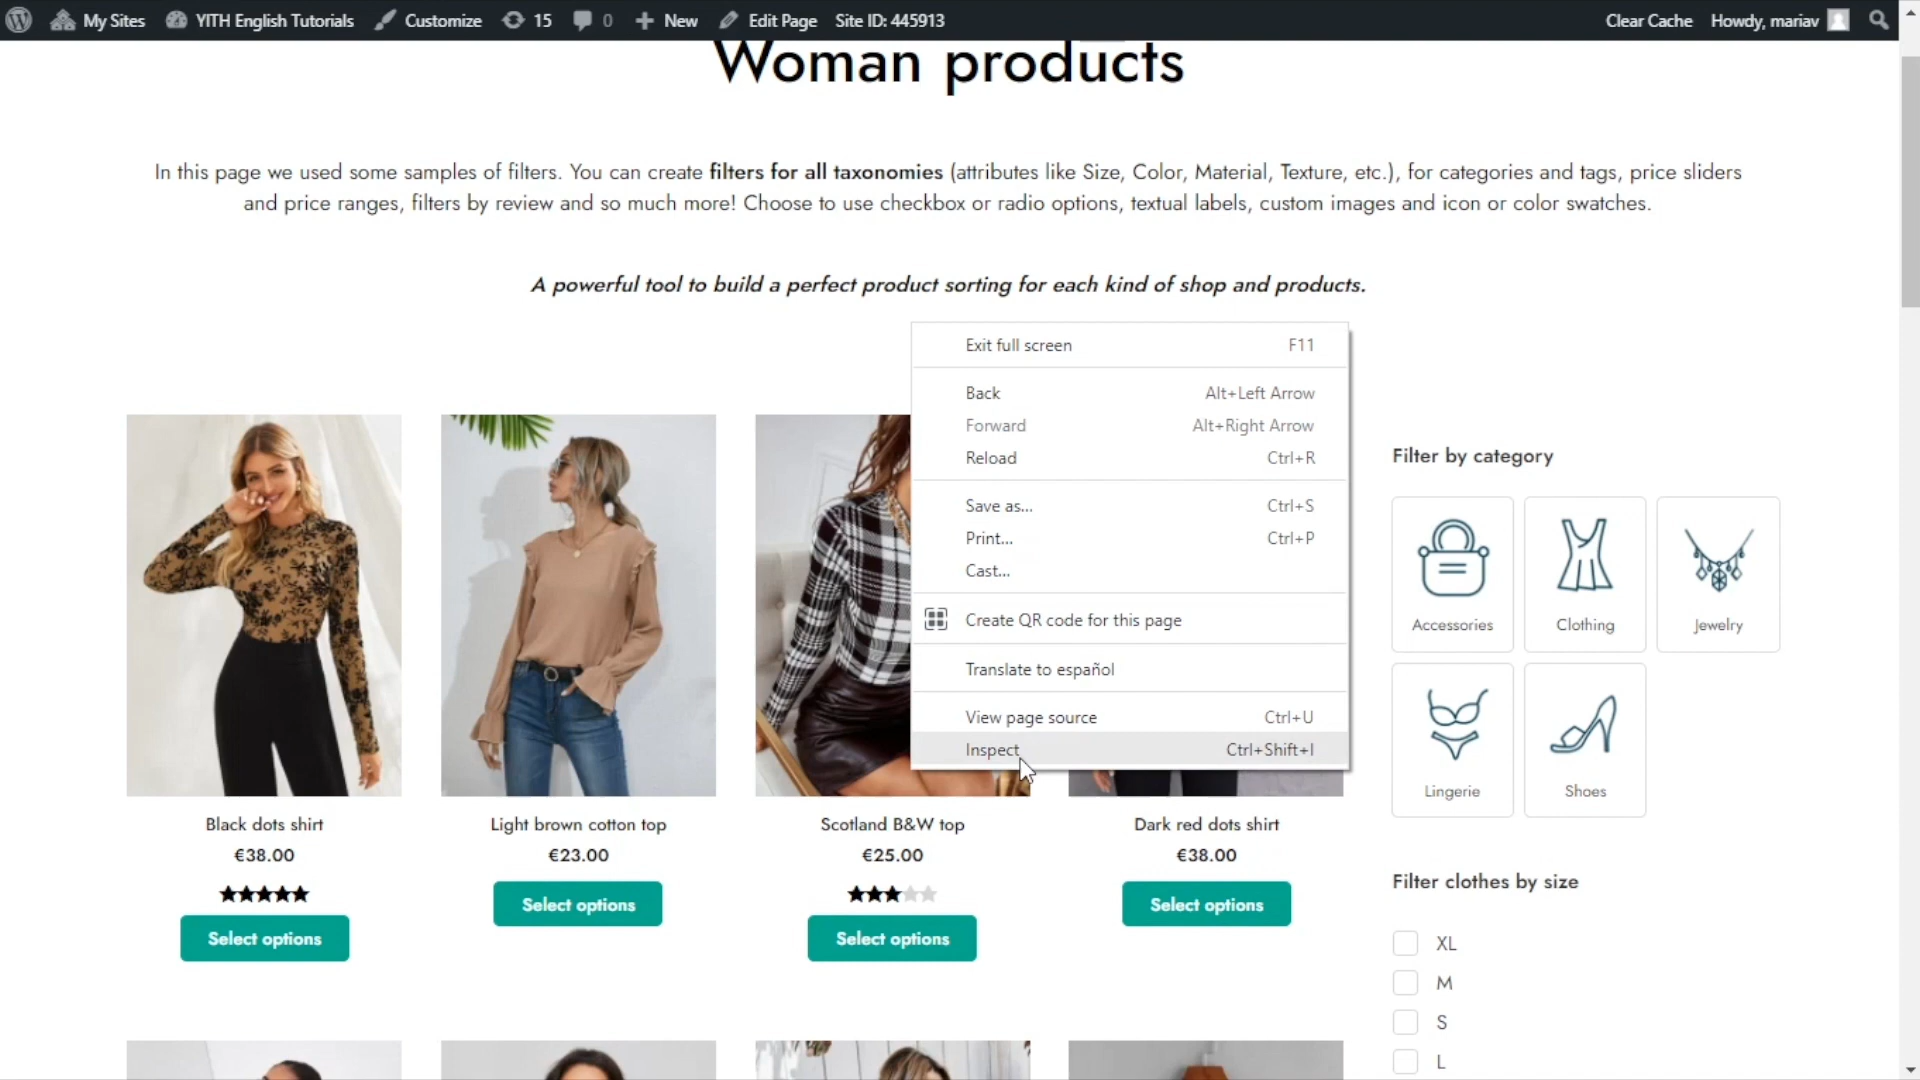 My Sites YITH English Tutorials Customize 15 0 New Edit Page Site ID: 445913 Clear Cache Howdy, mariav
Woman products
In this page we used some samples of filters. You can create filters for all taxonomies (attributes like Size, Color, Material, Texture, etc.), for categories and tags, price sliders
and price ranges, filters by review and so much more! Choose to use checkbox or radio options, textual labels, custom images and icon or color swatches.
A powerful tool to build a perfect product sorting for each kind of shop and products.
Exit full screen F11
Back Alt+Left Arrow
Forward Alt+Right Arrow
Reload Ctrl+R
Save as... Ctrl+S
Print... Ctrl+P
Cast...
Create QR code for this page
Translate to español
View page source Ctrl+U
Inspect Ctrl+Shift+I
Black dots shirt
€38.00
Select options
Light brown cotton top
€23.00
Select options
Scotland B&W top
€25.00
Select options
Dark red dots shirt
€38.00
Select options
Filter by category
Accessories Clothing Jewelry
Lingerie Shoes
Filter clothes by size
XL
M
S
L